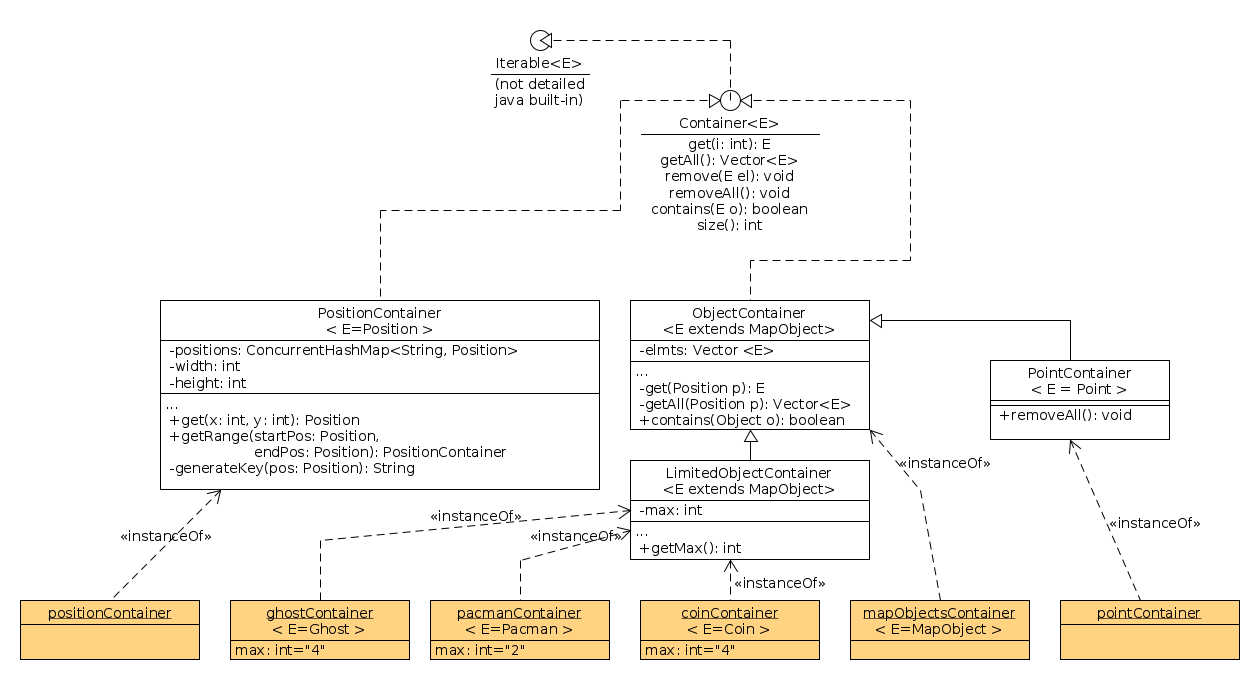 Iterable<E>
(not detailed
java built-in)
Container<E>
get(i: int): E
getAll(): Vector<E>
remove(E el): void
removeAll(): void
contains(E o): boolean
size(): int
PositionContainer
< E=Position >
-positions: ConcurrentHashMap<String, Position>
-width: int
-height: int
...
+get(x: int, y: int): Position
+getRange(startPos: Position,
endPos: Position): PositionContainer
-generateKey(pos: Position): String
ObjectContainer
<E extends MapObject>
-elmts: Vector <E>
...
-get(Position p): E
-getAll(Position p): Vector<E>
+contains(Object o): boolean
PointContainer
< E = Point >
+removeAll(): void
LimitedObjectContainer
<E extends MapObject>
-max: int
...
+getMax(): int
«instanceOf»
«instanceOf»
«instanceOf»
«instanceOf»
«instanceOf»
«instanceOf»
positionContainer
ghostContainer
< E=Ghost >
max: int="4"
pacmanContainer
< E=Pacman >
max: int="2"
coinContainer
< E=Coin >
max: int="4"
mapObjectsContainer
< E=MapObject >
pointContainer